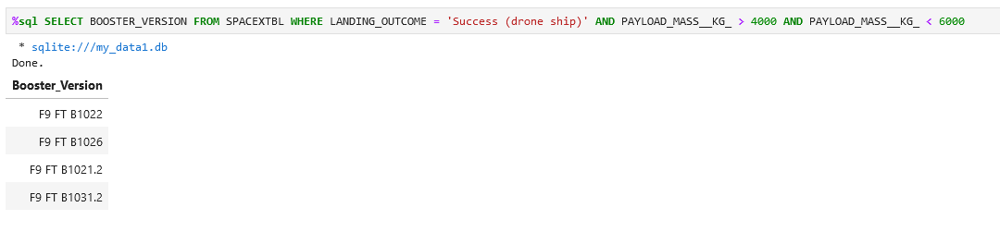 %sql SELECT BOOSTER_VERSION FROM SPACEXTBL WHERE LANDING_OUTCOME = 'Success (drone ship)' AND PAYLOAD_MASS__KG_ > 4000 AND PAYLOAD_MASS__KG_ < 6000
* sqlite:///my_data1.db
Done.
Booster_Version
F9 FT B1022
F9 FT B1026
F9 FT B1021.2
F9 FT B1031.2